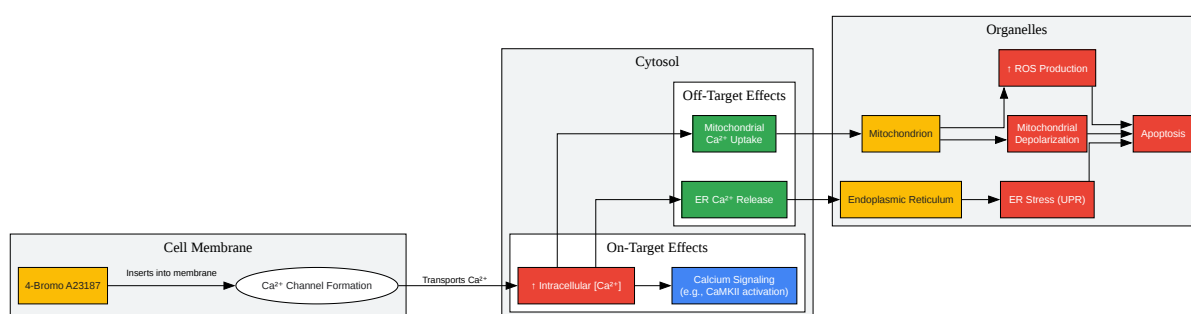 Organelles
↑ ROS Production
Cytosol
Off-Target Effects
Mitochondrial
Ca²⁺ Uptake
Mitochondrion
Mitochondrial
Depolarization
Apoptosis
ER Ca²⁺ Release
Endoplasmic Reticulum
ER Stress (UPR)
Cell Membrane
On-Target Effects
4-Bromo A23187
Inserts into membrane
Ca²⁺ Channel Formation
Transports Ca²⁺
↑ Intracellular [Ca²⁺]
Calcium Signaling
(e.g., CaMKII activation)